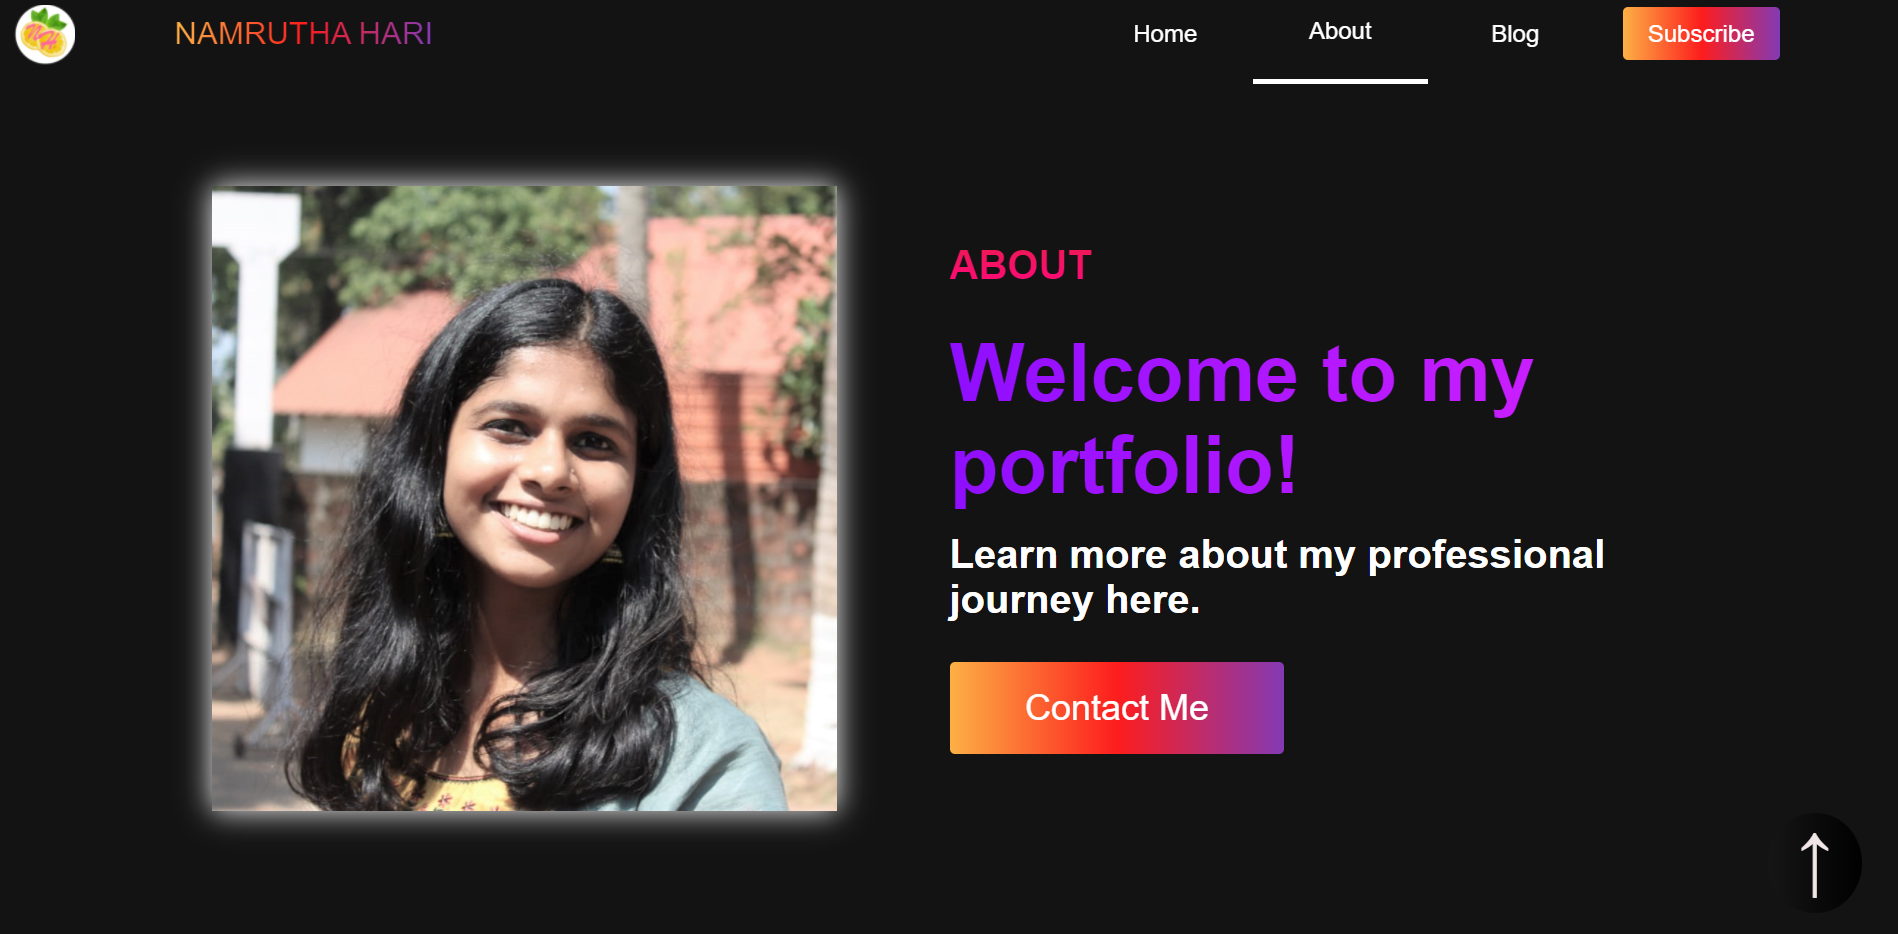 NH
NAMRUTHA HARI
Home
About
Blog
Subscribe
ABOUT
Welcome to my
portfolio!
Learn more about my professional
journey here.
Contact Me
↑